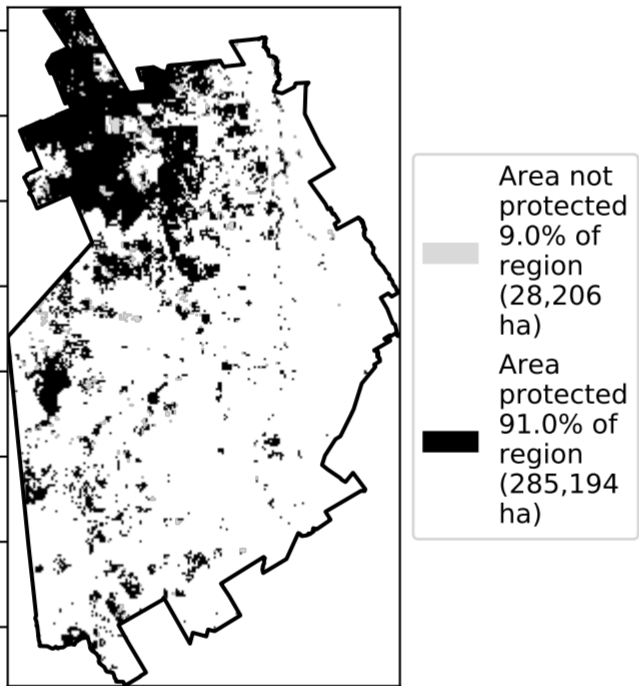 Area not
protected
9.0% of
region
(28,206
ha)
Area
protected
91.0% of
region
(285,194
ha)